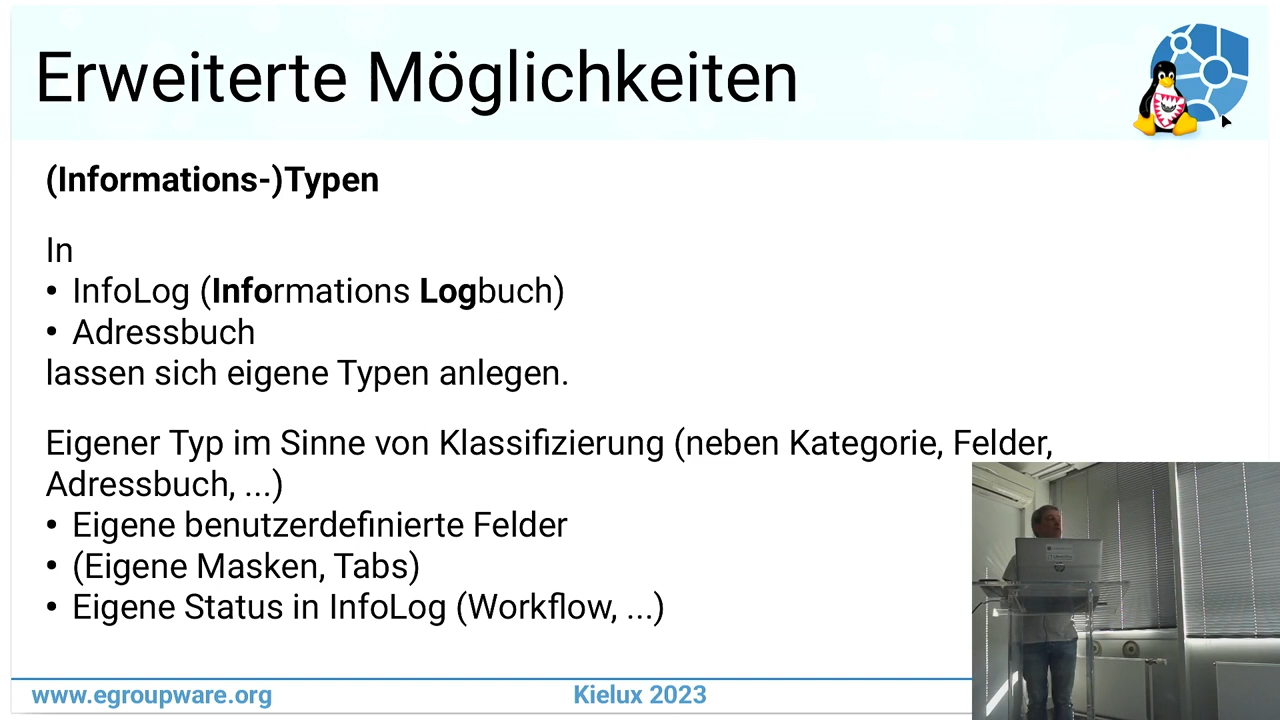 Erweiterte Möglichkeiten
(Informations-)Typen
In
• InfoLog (Informations Logbuch)
• Adressbuch
lassen sich eigene Typen anlegen.
Eigener Typ im Sinne von Klassifizierung (neben Kategorie, Felder,
Adressbuch, ...)
• Eigene benutzerdefinierte Felder
• (Eigene Masken, Tabs)
• Eigene Status in InfoLog (Workflow, ...)
www.egroupware.org
Kielux 2023